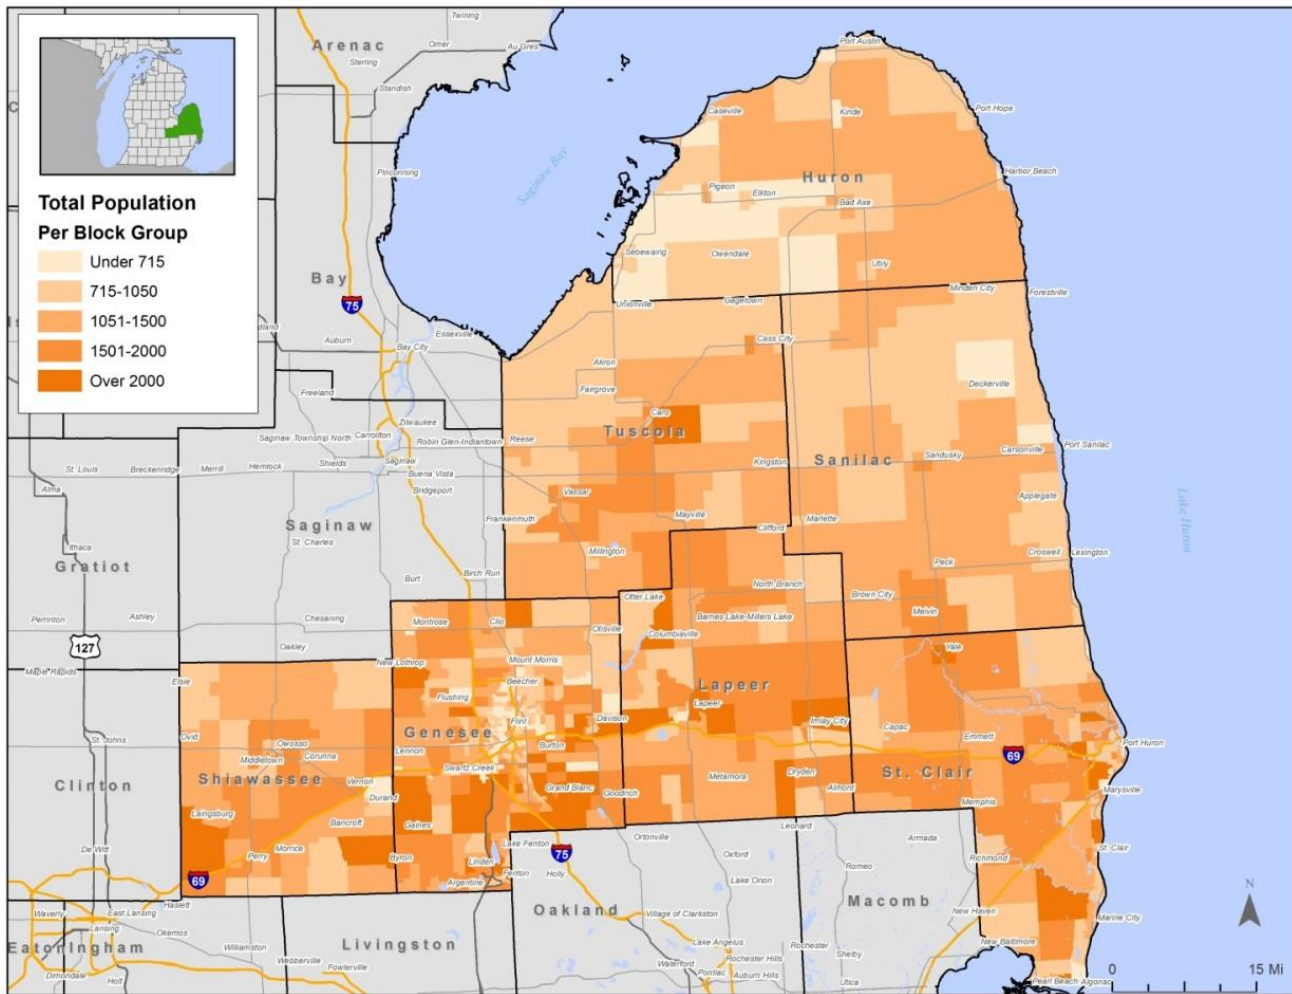 Total Population
Per Block Group
Under 715
715-1050
1051-1500
1501-2000
Over 2000
Twining
Arenac
Omer
Au Gres
Sterling
Standish
Pinconning
Saginaw Bay
Port Austin
Caseville
Kinde
Port Hope
Huron
Harbor Beach
Pigeon
Elkton
Bad Axe
Sebewaing
Owendale
Ubly
Bay
75
Unionville
Gagetown
Minden City
Forestville
Essexville
Auburn
Bay City
Cass City
Akron
Fairgrove
Deckerville
Freeland
Zilwaukee
Caro
Tuscola
Saginaw Township North
Carrollton
Robin Glen-Indiantown
Reese
Carsonville
Port Sanilac
St. Louis
Breckenridge
Merrill
Hemlock
Shields
Saginaw
Buena Vista
Bridgeport
Kingston
Sanilac
Sandusky
Alma
Vassar
Applegate
Lake Huron
Saginaw
Frankenmuth
Mayville
Clifford
Marlette
Ithaca
St. Charles
Millington
Croswell
Lexington
Gratiot
Burt
Birch Run
North Branch
Peck
Brown City
Perrinton
Ashley
Chesaning
Montrose
Clio
Otisville
Otter Lake
Barnes Lake-Millers Lake
Melvin
127
Oakley
Columbiaville
Yale
Maple Rapids
Elsie
New Lothrop
Mount Morris
Beecher
Flushing
Lapeer
Lapeer
Flint
Davison
Imlay City
Capac
Emmett
St. Johns
Ovid
Owosso
Genesee
Lennon
Burton
Port Huron
Middletown
Corunna
69
Clinton
Shiawassee
Vernon
Swartz Creek
Metamora
Dryden
St. Clair
Durand
Grand Blanc
Goodrich
Almont
Marysville
Laingsburg
Bancroft
Gaines
Memphis
Leonard
De Witt
Morrice
Perry
Byron
Lake Fenton
75
Ortonville
Armada
St. Clair
69
Linden
Fenton
Holly
Oxford
Romeo
Richmond
Argentine
Lake Orion
Haslett
Waverly
East Lansing
Lansing
Okemos
Oakland
Village of Clarkston
Macomb
New Haven
Marine City
Eaton
Ingham
Williamston
Livingston
Lake Angelus
Rochester
Shelby
New Baltimore
N
Webberville
Fowlerville
Waterford
Rochester Hills
Dimondale
Holt
Pontiac
Auburn Hills
Utica
Pearl Beach
Algonac
0
15 Mi